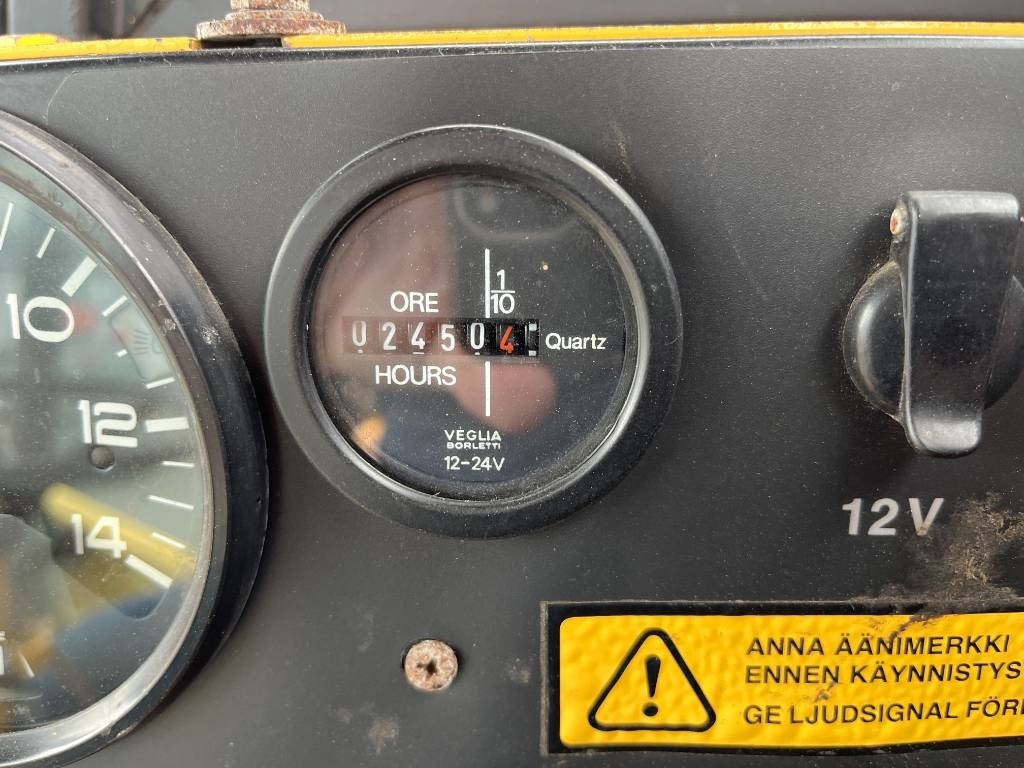 10
12
14
1
10
ORE
024504
Quartz
HOURS
VEGLIA
BORLETTI
12-24V
12V
ANNA ÄÄNIMERKKI
ENNEN KÄYNNISTYS
GE LJUDSIGNAL FÖR